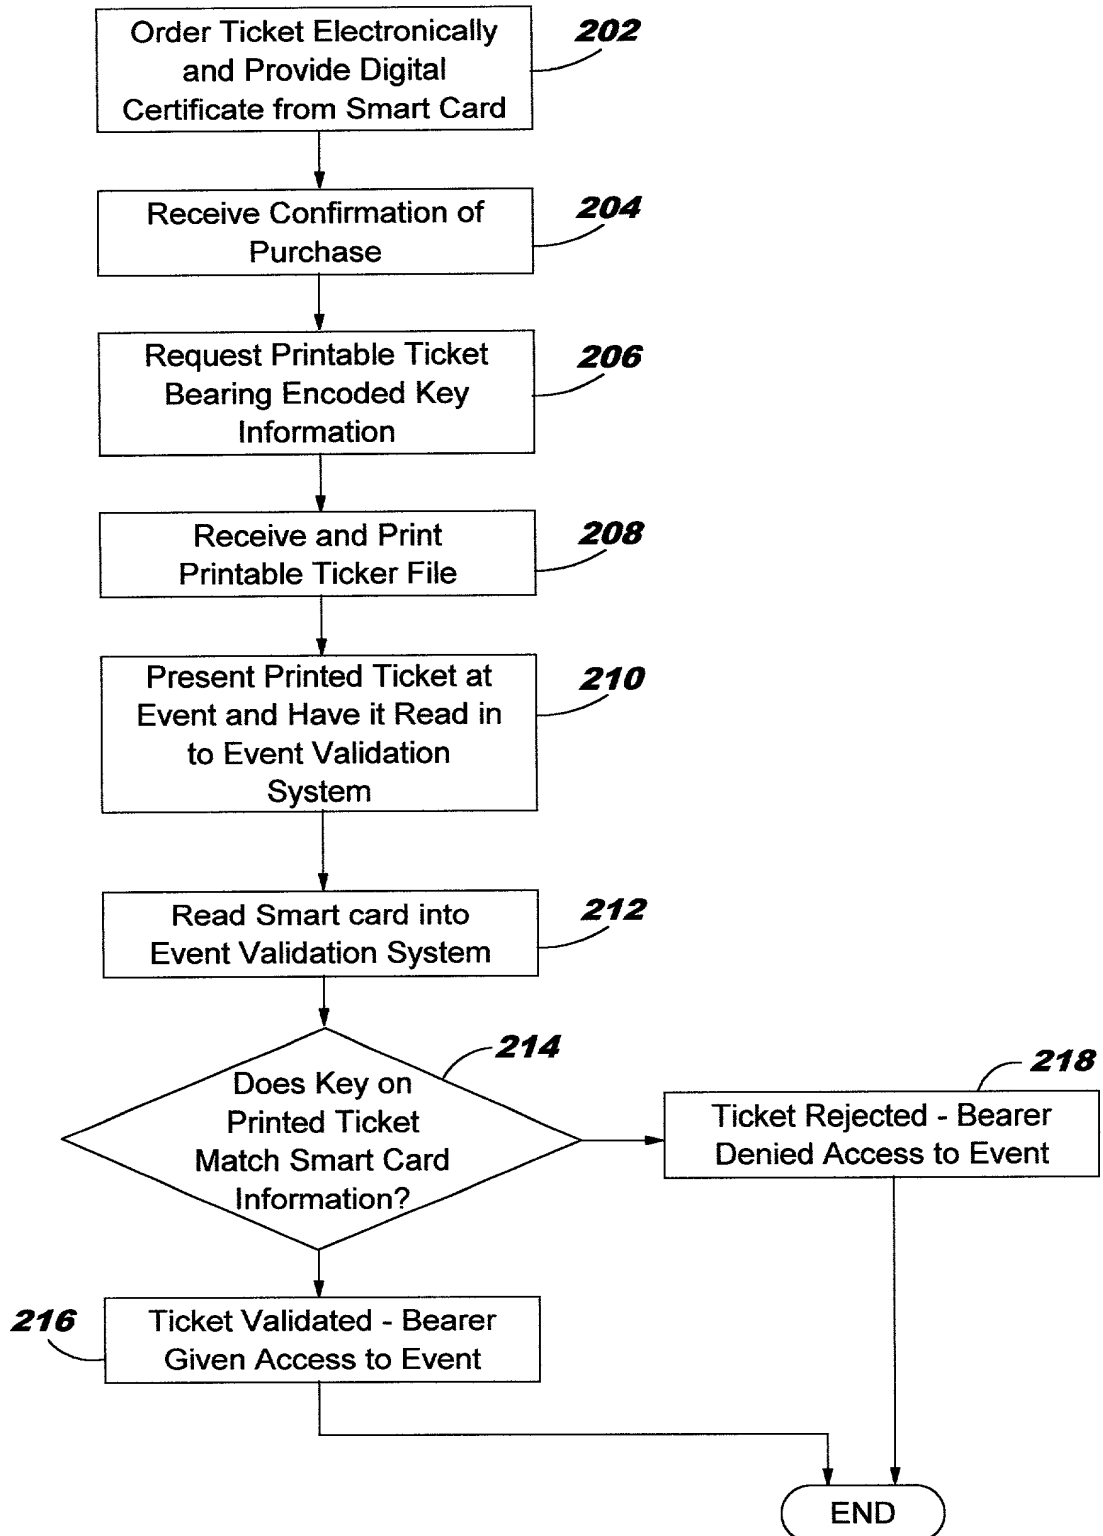 Order Ticket Electronically
and Provide Digital
Certificate from Smart Card
202
Receive Confirmation of
Purchase
204
Request Printable Ticket
Bearing Encoded Key
Information
206
Receive and Print
Printable Ticker File
208
Present Printed Ticket at
Event and Have it Read in
to Event Validation
System
210
Read Smart card into
Event Validation System
212
Does Key on
Printed Ticket
Match Smart Card
Information?
214
Ticket Rejected - Bearer
Denied Access to Event
218
Ticket Validated - Bearer
Given Access to Event
216
END